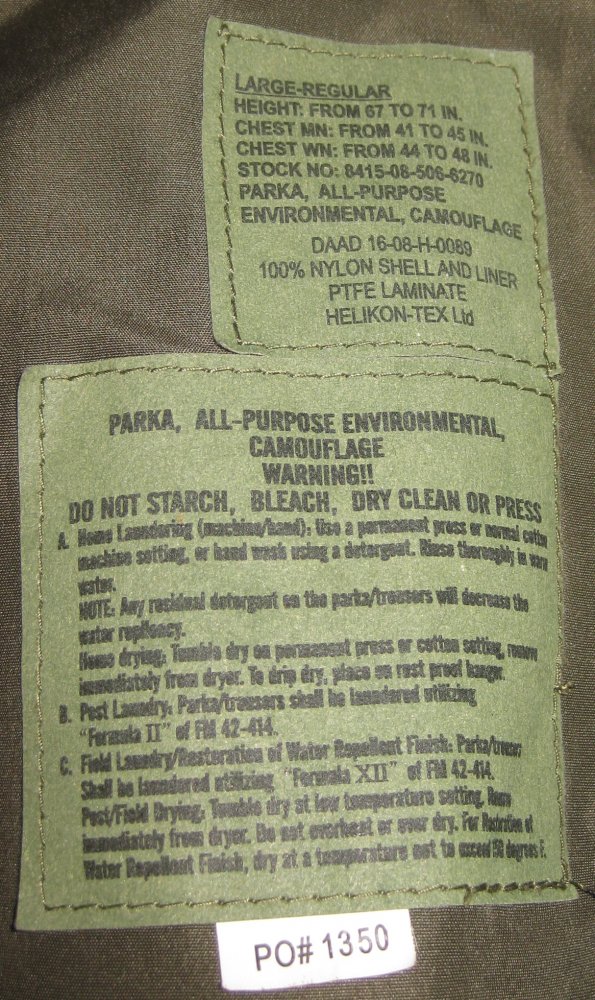 LARGE-REGULAR
HEIGHT: FROM 67 TO 71 IN.
CHEST MN: FROM 41 TO 45 IN.
CHEST WN: FROM 44 TO 48 IN.
STOCK NO: 8415-08-506-6270
PARKA, ALL-PURPOSE
ENVIRONMENTAL, CAMOUFLAGE
DAAD 16-08-H-0089
100% NYLON SHELL AND LINER
PTFE LAMINATE
HELIKON-TEX Ltd
PARKA, ALL-PURPOSE ENVIRONMENTAL,
CAMOUFLAGE
WARNING!!
DO NOT STARCH, BLEACH, DRY CLEAN OR PRESS
A. Home Laundering (machine/hand): Use a permanent press or normal cotton
machine setting, or hand wash using a detergent. Rinse thoroughly in warm
water.
NOTE: Any residual detergent on the parka/trousers will decrease the
water
Home drying: Tumble dry on permanent press or cotton setting, remove
immediately from dryer. To drip dry, place on rust proof hanger.
B. Post Laundry: Parka/trousers shall be laundered utilizing
"Formula II" of FM 42-414.
C. Field Laundry/Restoration of Water Repellent Finish: Parka/trouser
Shall be laundered utilizing "Formula XII" of FM 42-414.
Post/Field Drying: Tumble dry at low temperature setting.
immediately from dryer. Do not overheat or over dry. For of
Water Repellent Finish, dry at a temperature not to exceed degrees F.
PO# 1350